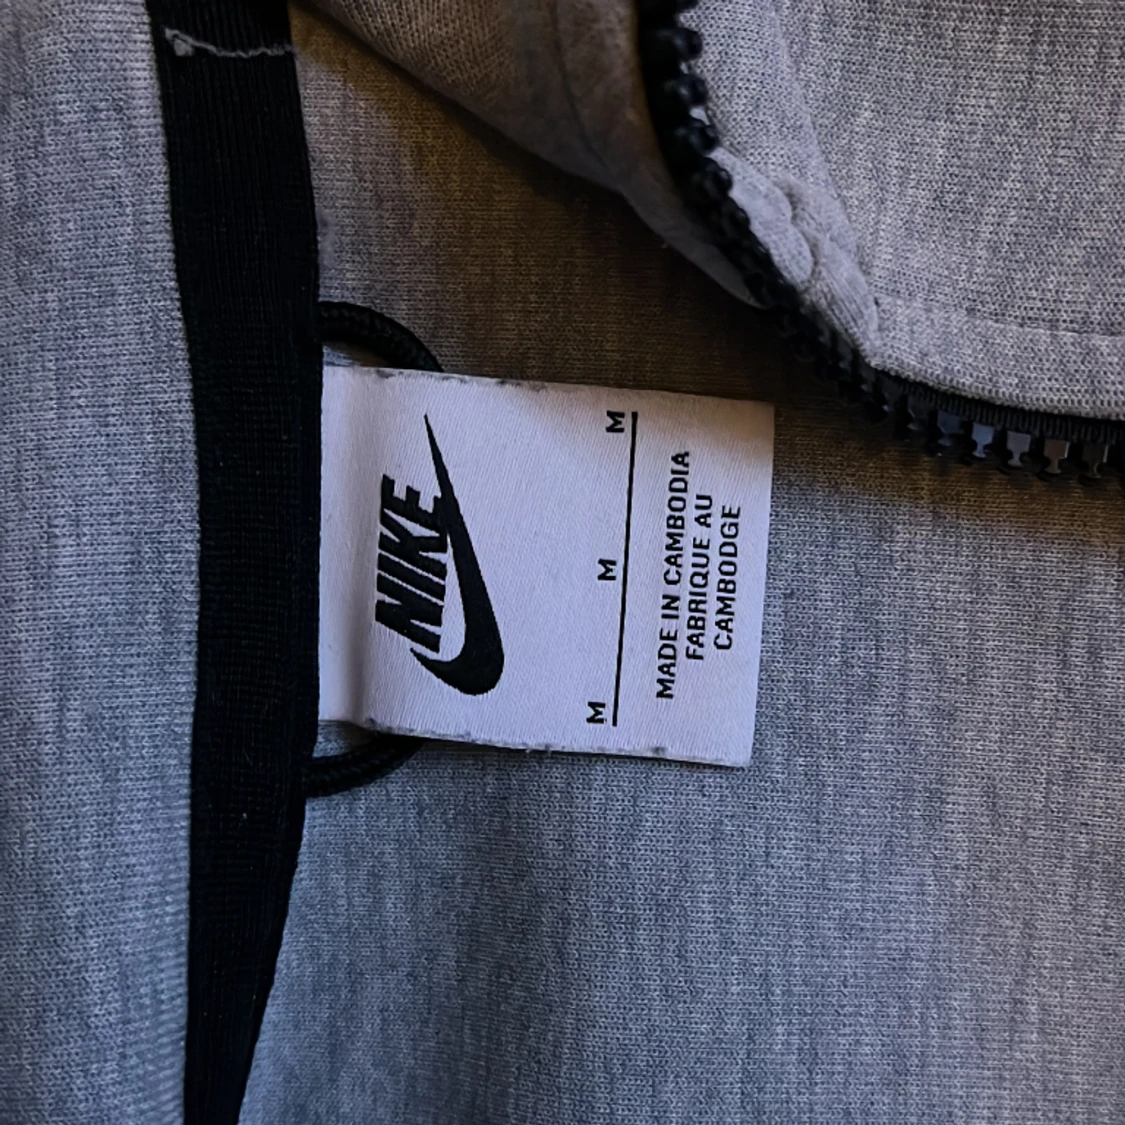 NIKE
M M M
MADE IN CAMBODIA
FABRIQUE AU
CAMBODGE